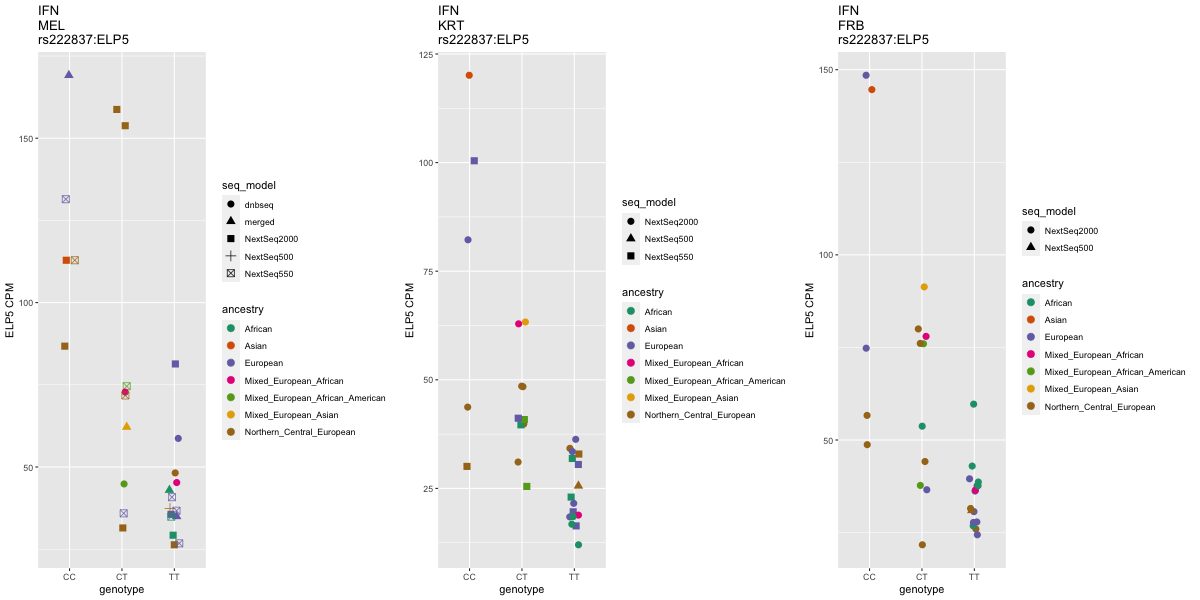 IFN
MEL
rs222837:ELP5
ELP5 CPM
150
100
50
CC
CT
TT
genotype
seq_model
dnbseq
merged
NextSeq2000
NextSeq500
NextSeq550
ancestry
African
Asian
European
Mixed_European_African
Mixed_European_African_American
Mixed_European_Asian
Northern_Central_European
IFN
KRT
rs222837:ELP5
ELP5 CPM
125
100
75
50
25
CC
CT
TT
genotype
seq_model
NextSeq2000
NextSeq500
NextSeq550
ancestry
African
Asian
European
Mixed_European_African
Mixed_European_African_American
Mixed_European_Asian
Northern_Central_European
IFN
FRB
rs222837:ELP5
ELP5 CPM
150
100
50
CC
CT
TT
genotype
seq_model
NextSeq2000
NextSeq500
ancestry
African
Asian
European
Mixed_European_African
Mixed_European_African_American
Mixed_European_Asian
Northern_Central_European